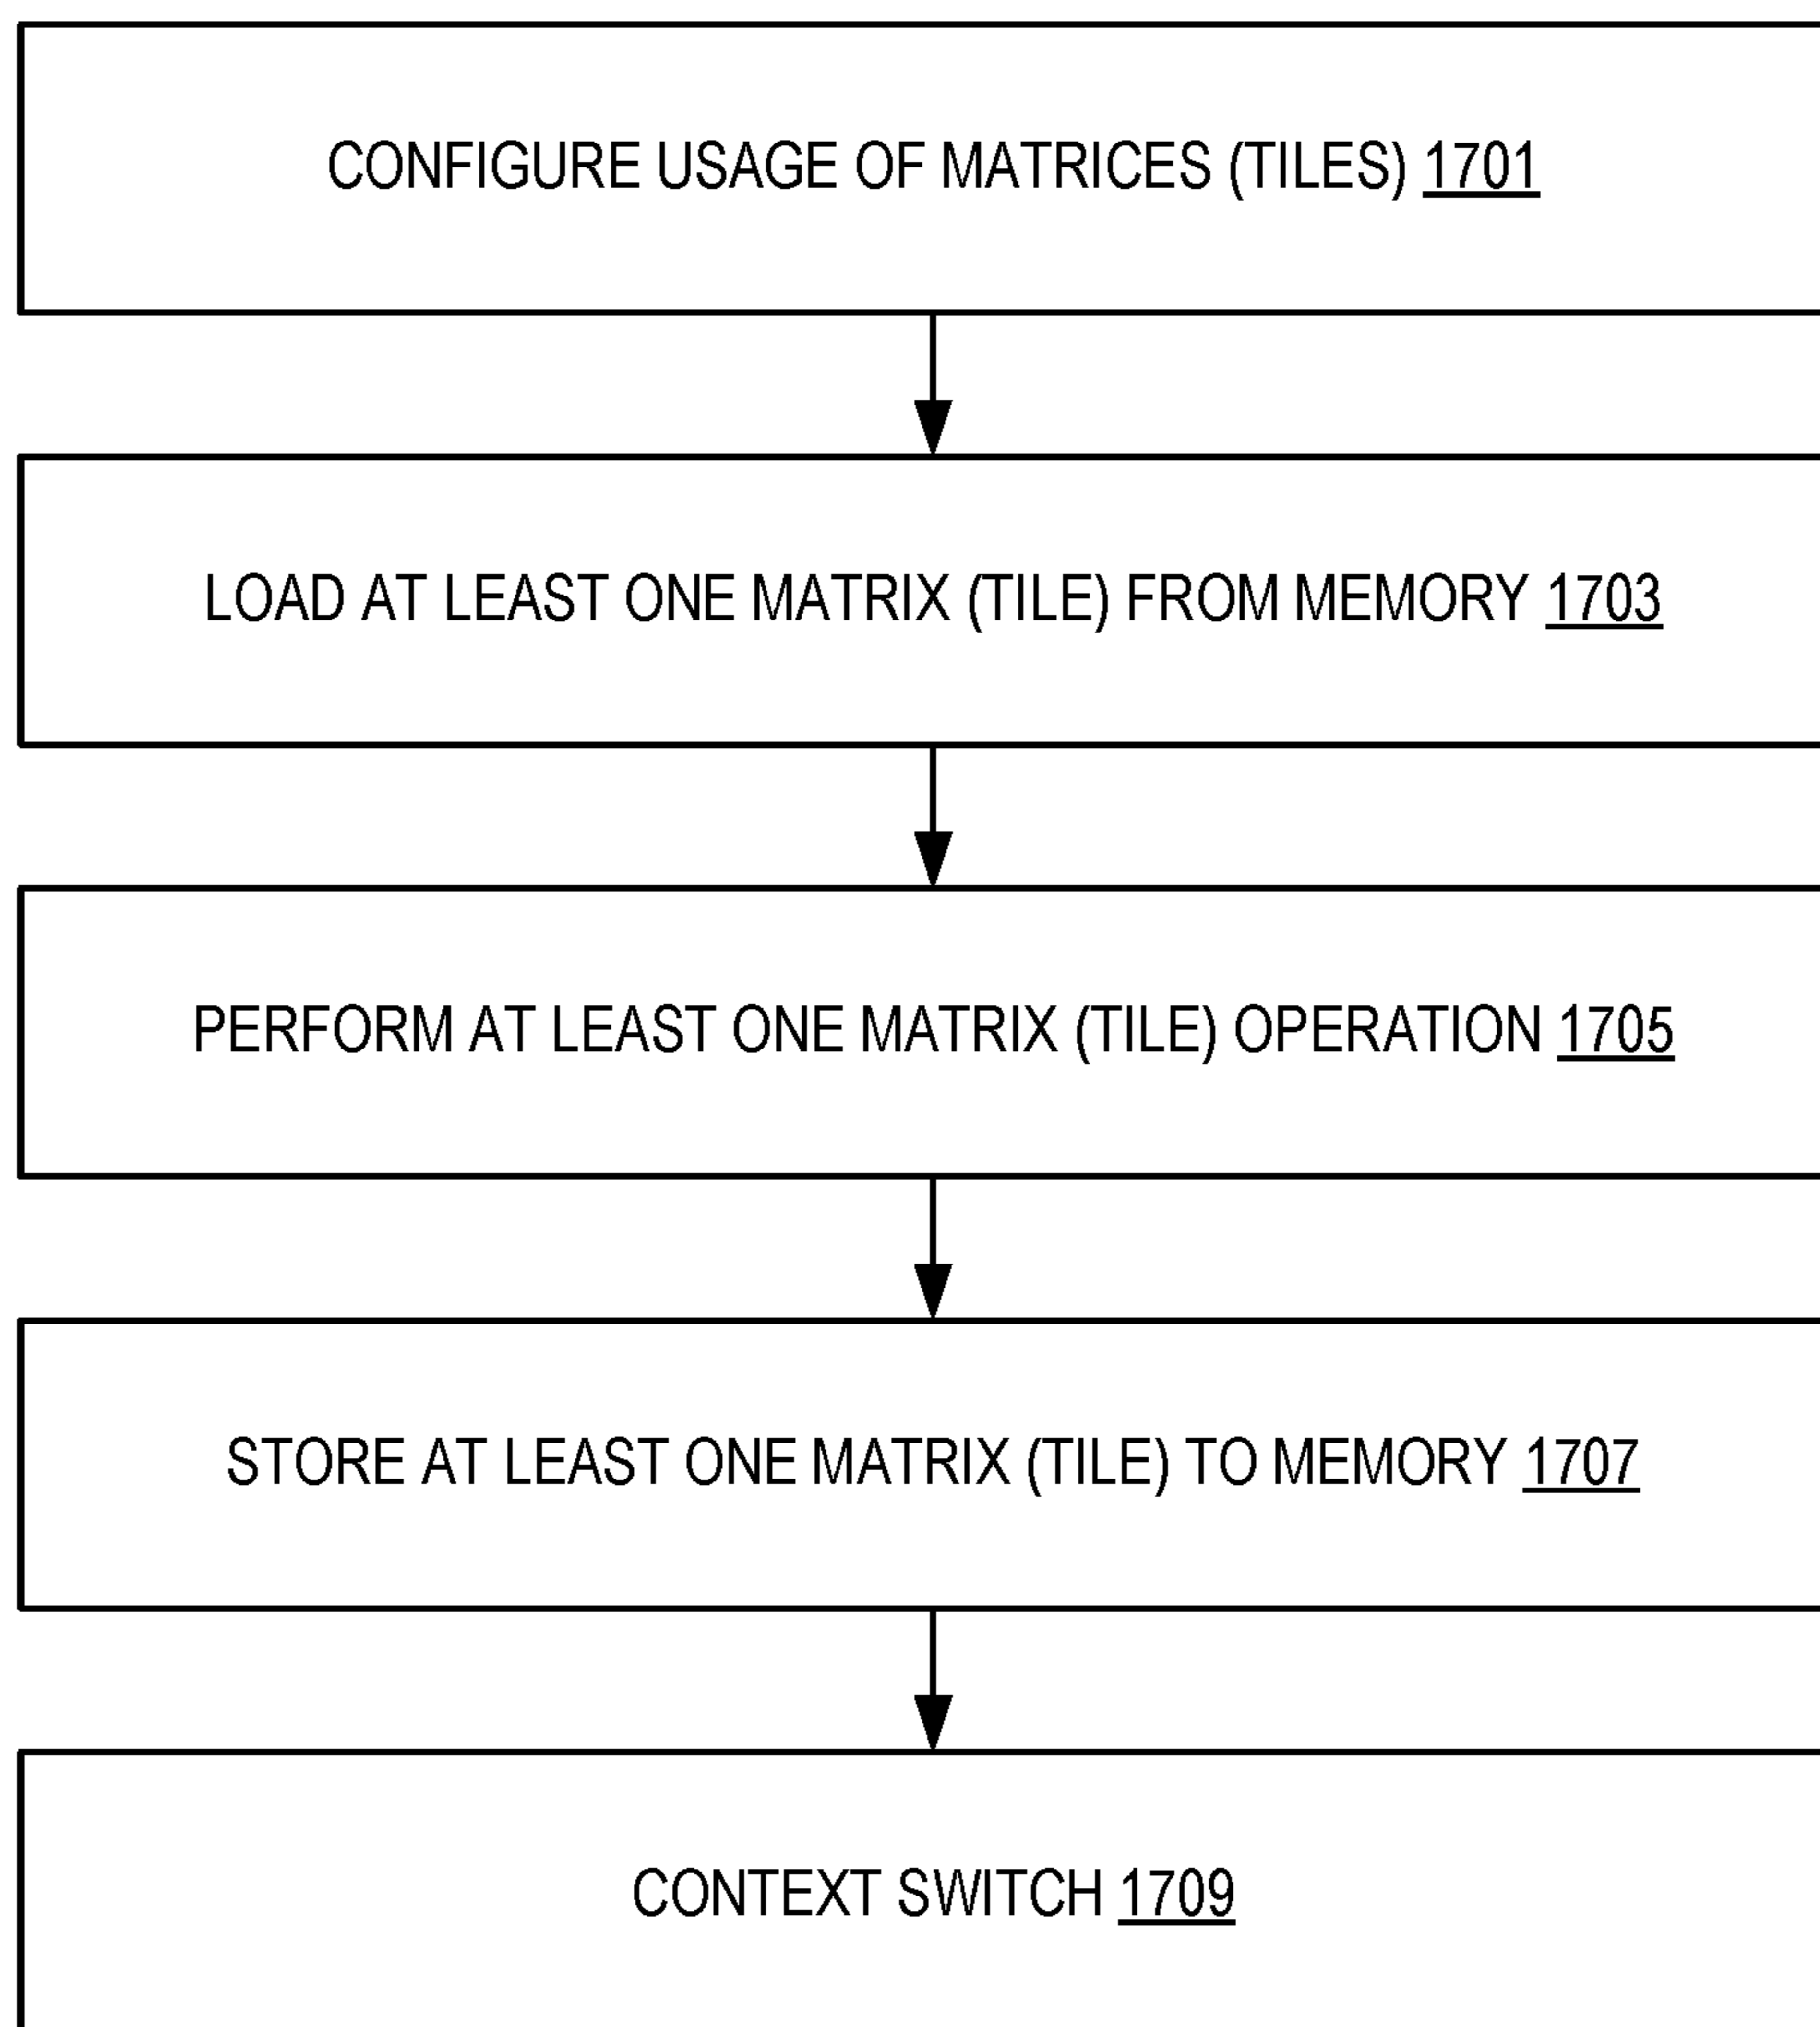 CONFIGURE USAGE OF MATRICES (TILES) 1701
LOAD AT LEAST ONE MATRIX (TILE) FROM MEMORY 1703
PERFORM AT LEAST ONE MATRIX (TILE) OPERATION 1705
STORE AT LEAST ONE MATRIX (TILE) TO MEMORY 1707
CONTEXT SWITCH 1709